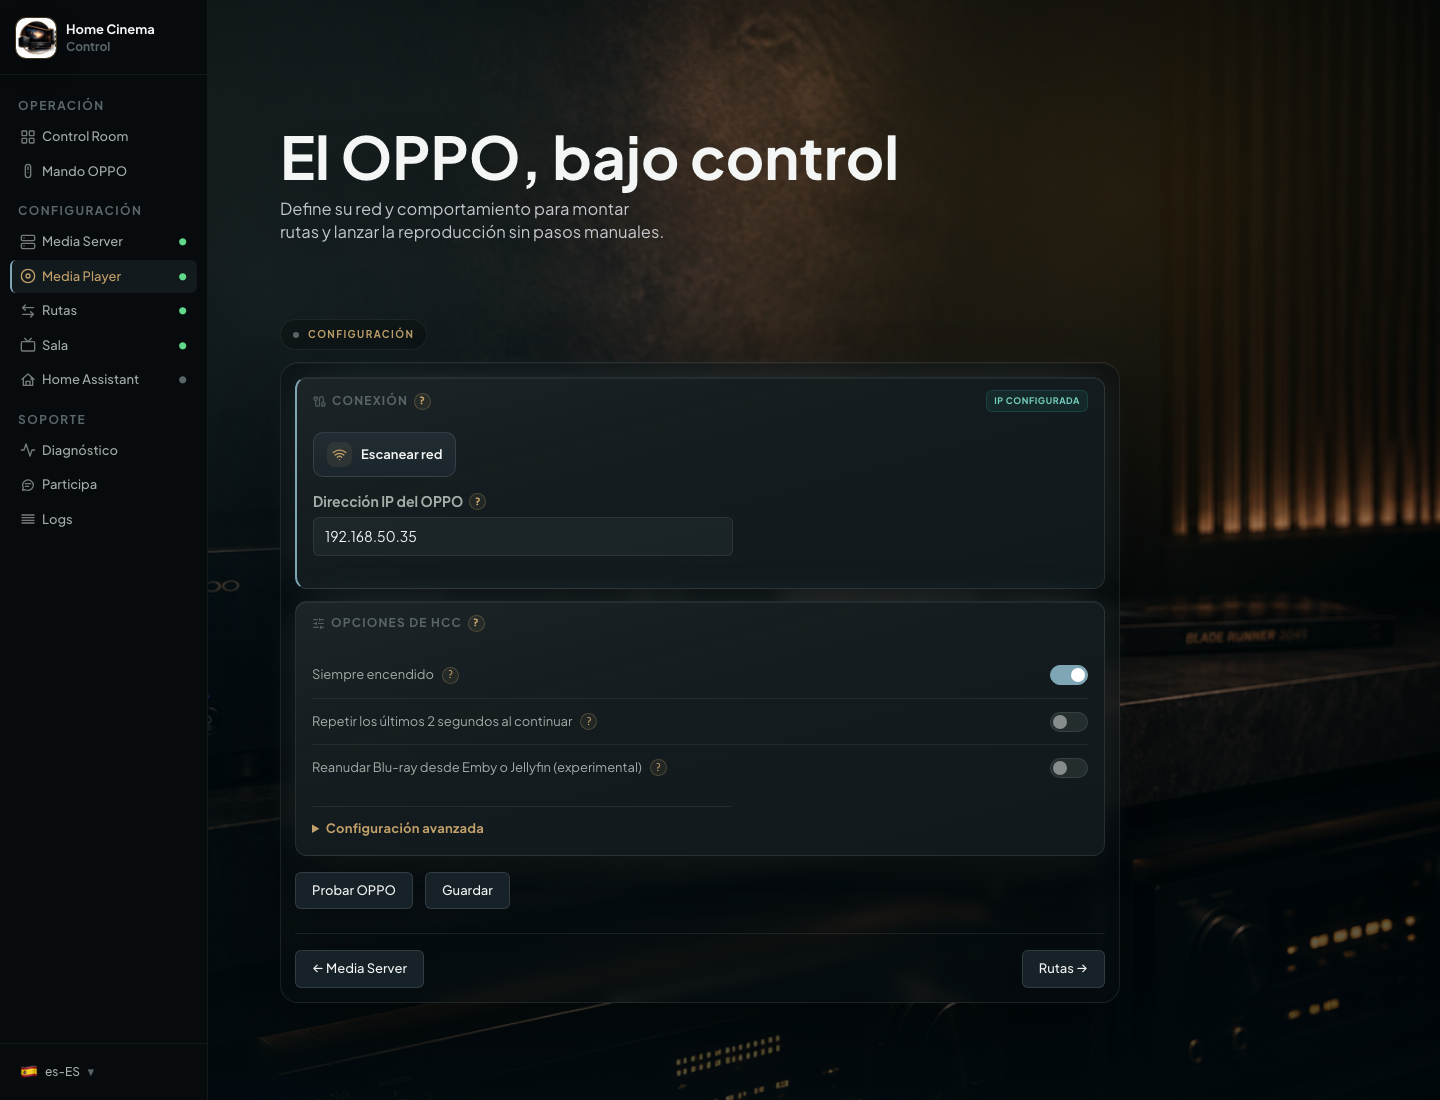 Home Cinema
Control
OPERACIÓN
Control Room
Mando OPPO
CONFIGURACIÓN
Media Server
Media Player
Rutas
Sala
Home Assistant
SOPORTE
Diagnóstico
Participa
Logs
es-ES
El OPPO, bajo control
Define su red y comportamiento para montar
rutas y lanzar la reproducción sin pasos manuales.
CONFIGURACIÓN
CONEXIÓN ?
IP CONFIGURADA
Escanear red
Dirección IP del OPPO ?
192.168.50.35
OPCIONES DE HCC ?
Siempre encendido ?
Repetir los últimos 2 segundos al continuar ?
Reanudar Blu-ray desde Emby o Jellyfin (experimental) ?
Configuración avanzada
Probar OPPO
Guardar
← Media Server
Rutas →
BLADE RUNNER 2049